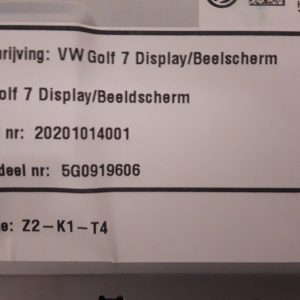 rijving: VW Golf 7 Display/Beelscherm
olf 7 Display/Beeldscherm
l nr: 20201014001
deel nr: 5G0919606
e: Z2-K1-T4